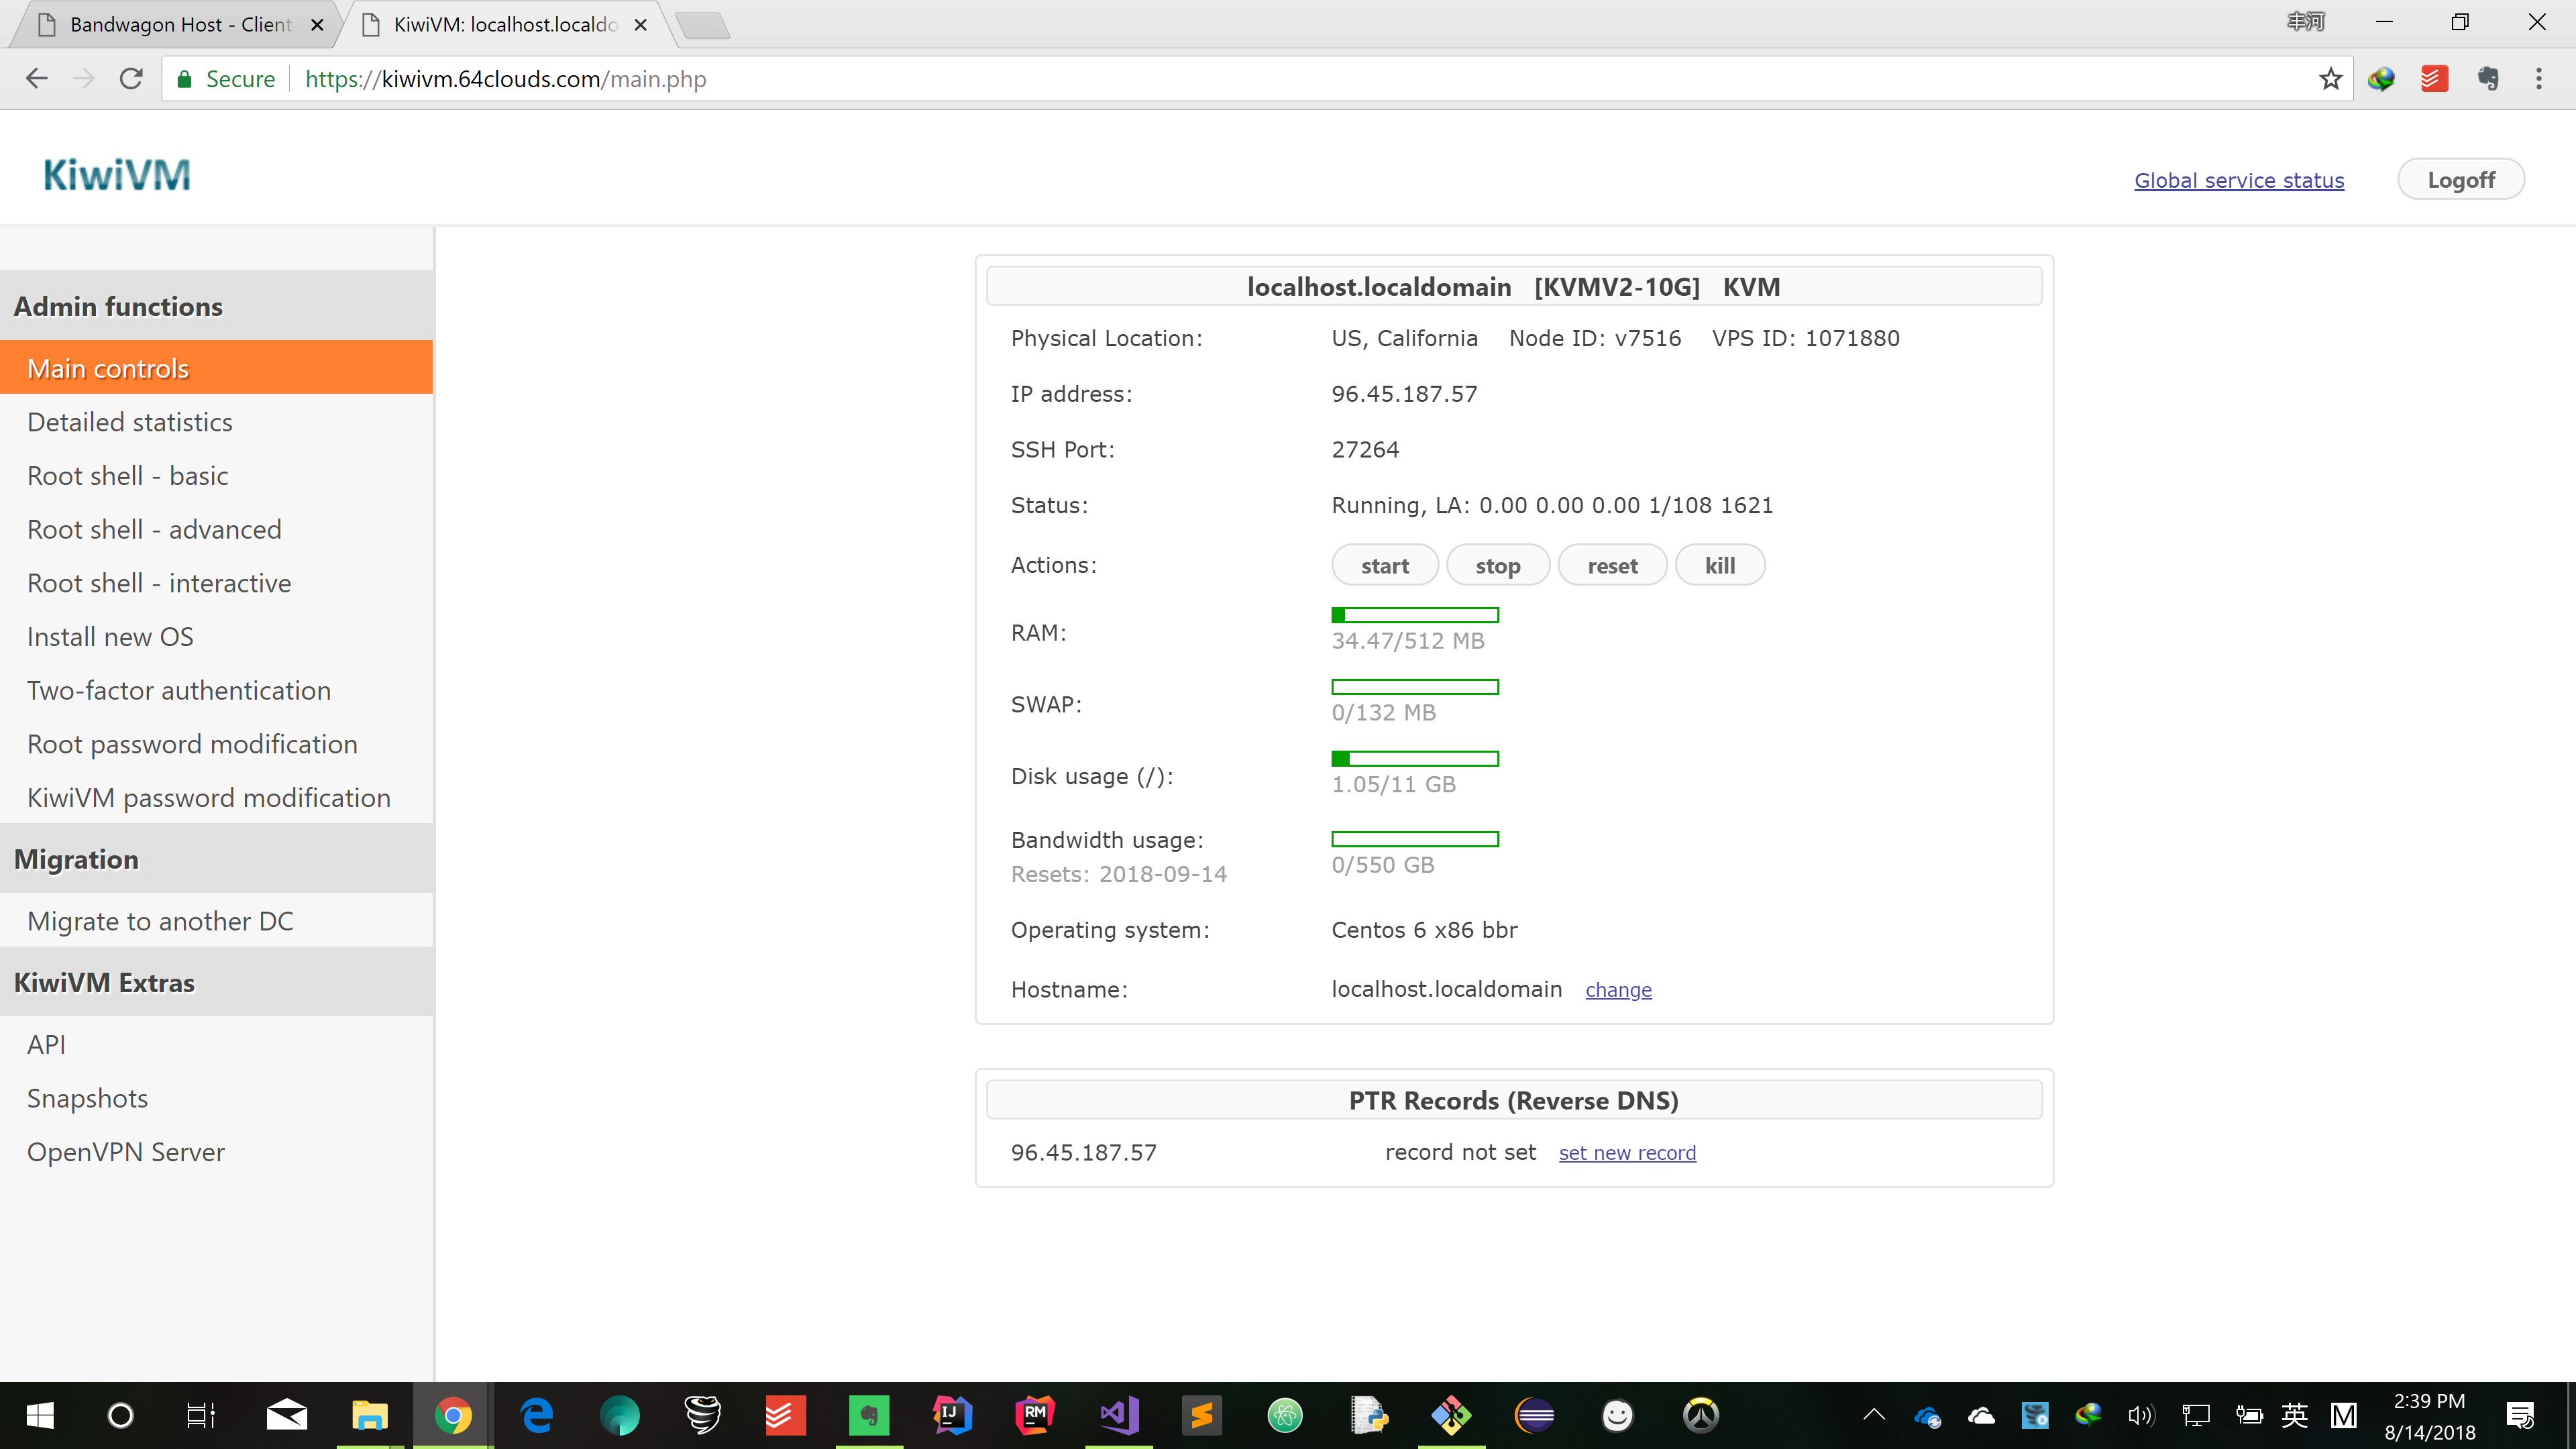 Bandwagon Host - Client
KiwiVM: localhost.localdo
丰河
Secure https://kiwivm.64clouds.com/main.php
KiwiVM
Global service status
Logoff
Admin functions
Main controls
Detailed statistics
Root shell - basic
Root shell - advanced
Root shell - interactive
Install new OS
Two-factor authentication
Root password modification
KiwiVM password modification
Migration
Migrate to another DC
KiwiVM Extras
API
Snapshots
OpenVPN Server
localhost.localdomain [KVMV2-10G] KVM
Physical Location: US, California Node ID: v7516 VPS ID: 1071880
IP address: 96.45.187.57
SSH Port: 27264
Status: Running, LA: 0.00 0.00 0.00 1/108 1621
Actions: start stop reset kill
RAM: 34.47/512 MB
SWAP: 0/132 MB
Disk usage (/): 1.05/11 GB
Bandwidth usage:
Resets: 2018-09-14
0/550 GB
Operating system: Centos 6 x86 bbr
Hostname: localhost.localdomain change
PTR Records (Reverse DNS)
96.45.187.57 record not set set new record
IJ
RM
英
M
2:39 PM
8/14/2018